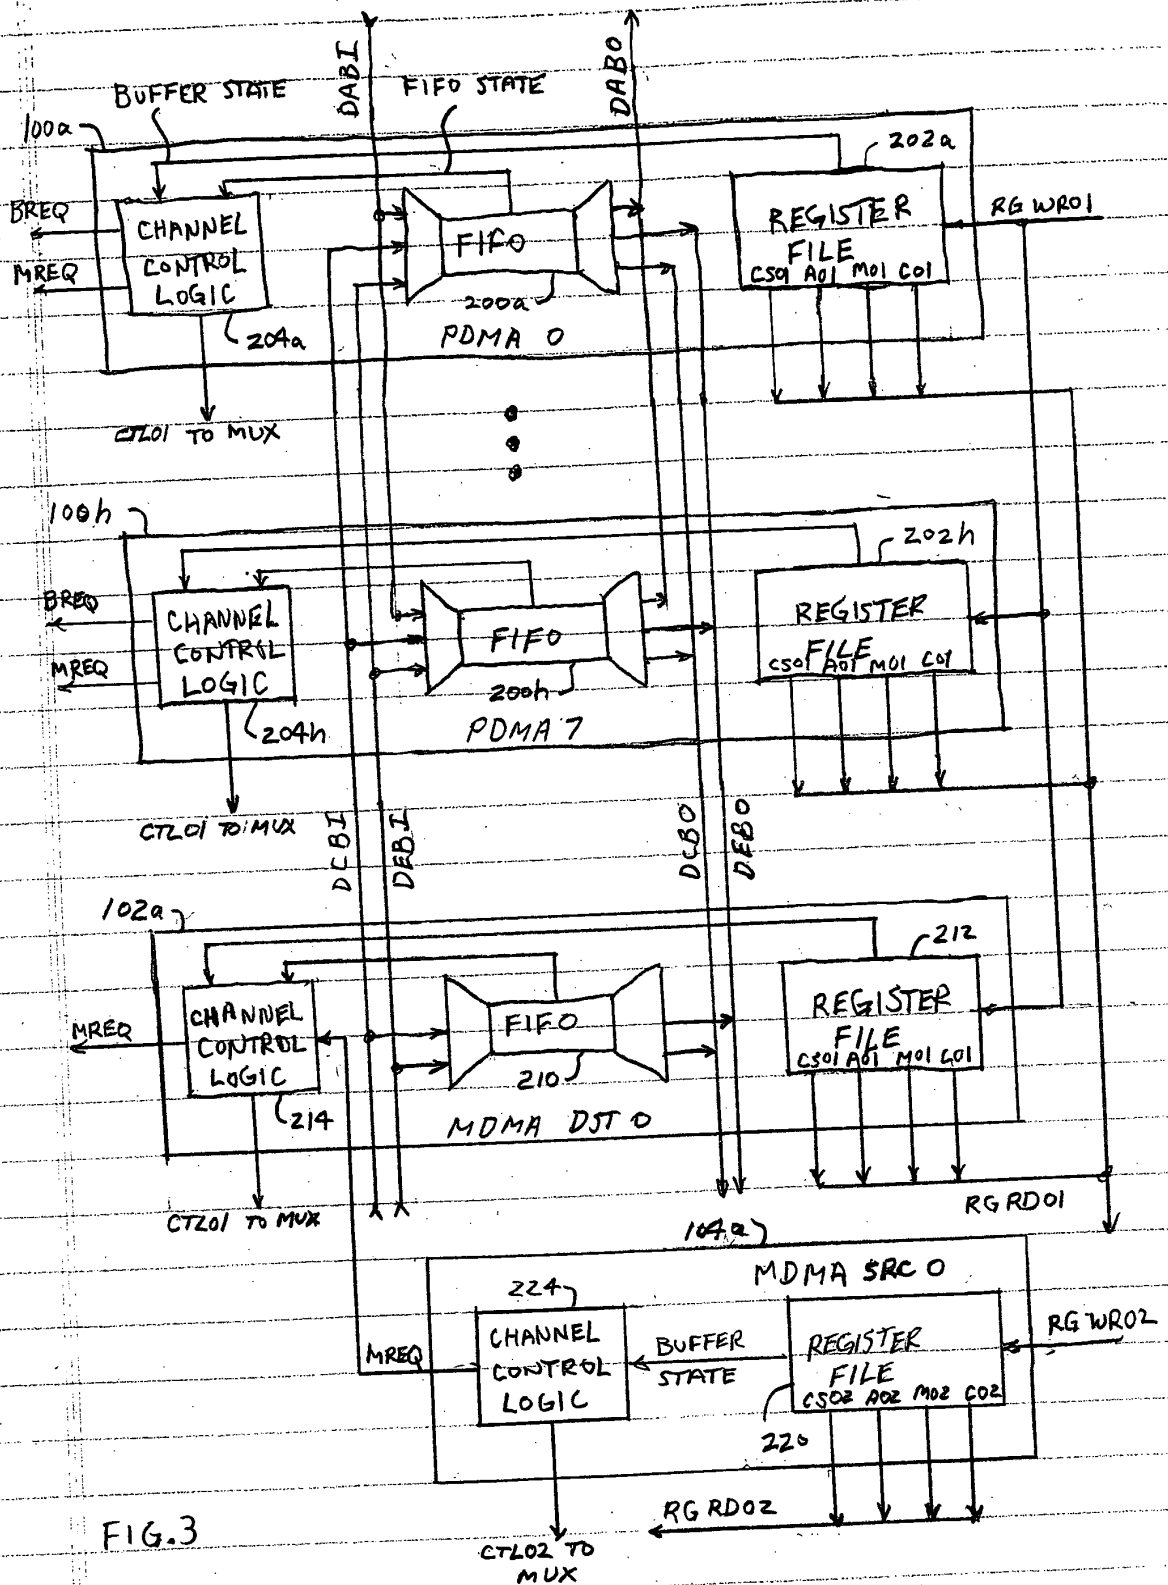 DABI
DABO
BUFFER STATE
FIFO STATE
100a
202a
BREQ
MREQ
CHANNEL
CONTROL
LOGIC
204a
FIFO
200a
PDMA 0
REGISTER
FILE
CS01 A01 M01 C01
RG WR01
CTL01 TO MUX
100h
202h
BREQ
MREQ
CHANNEL
CONTROL
LOGIC
204h
FIFO
200h
PDMA 7
REGISTER
FILE
CS01 A01 M01 C01
CTL01 TO MUX
DCBI
DEBI
DCBO
DEBO
102a
212
MREQ
CHANNEL
CONTROL
LOGIC
214
FIFO
210
MDMA DST 0
REGISTER
FILE
CS01 A01 M01 C01
CTL01 TO MUX
RG RD01
104a
MDMA SRC 0
224
CHANNEL
CONTROL
LOGIC
MREQ
BUFFER
STATE
REGISTER
FILE
CS02 A02 M02 C02
RG WR02
220
RG RD02
CTL02 TO
MUX
FIG.3